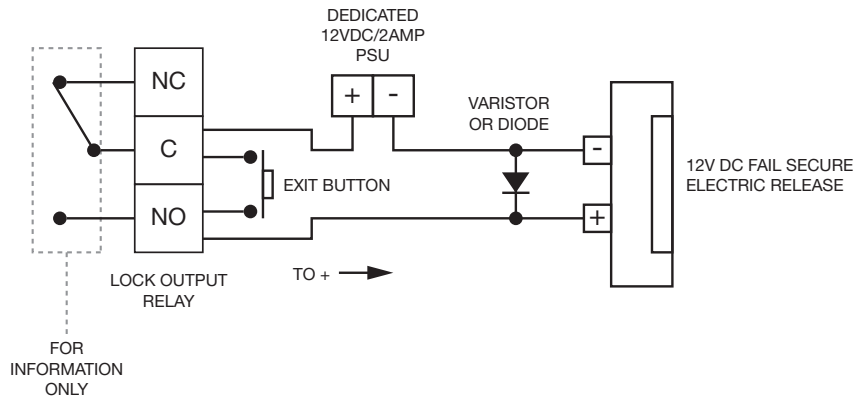 DEDICATED
12VDC/2AMP
PSU
+ -
NC
C
NO
EXIT BUTTON
VARISTOR
OR DIODE
-
+
12V DC FAIL SECURE
ELECTRIC RELEASE
LOCK OUTPUT
RELAY
TO +
FOR
INFORMATION
ONLY